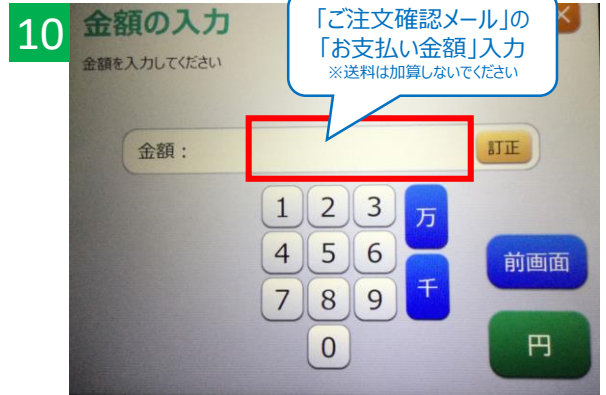 10
金額の入力
金額を入力してください
「ご注文確認メール」の
「お支払い金額」入力
※送料は加算しないでください
×
金額：
訂正
1 2 3 万
4 5 6
前画面
7 8 9 千
0
円